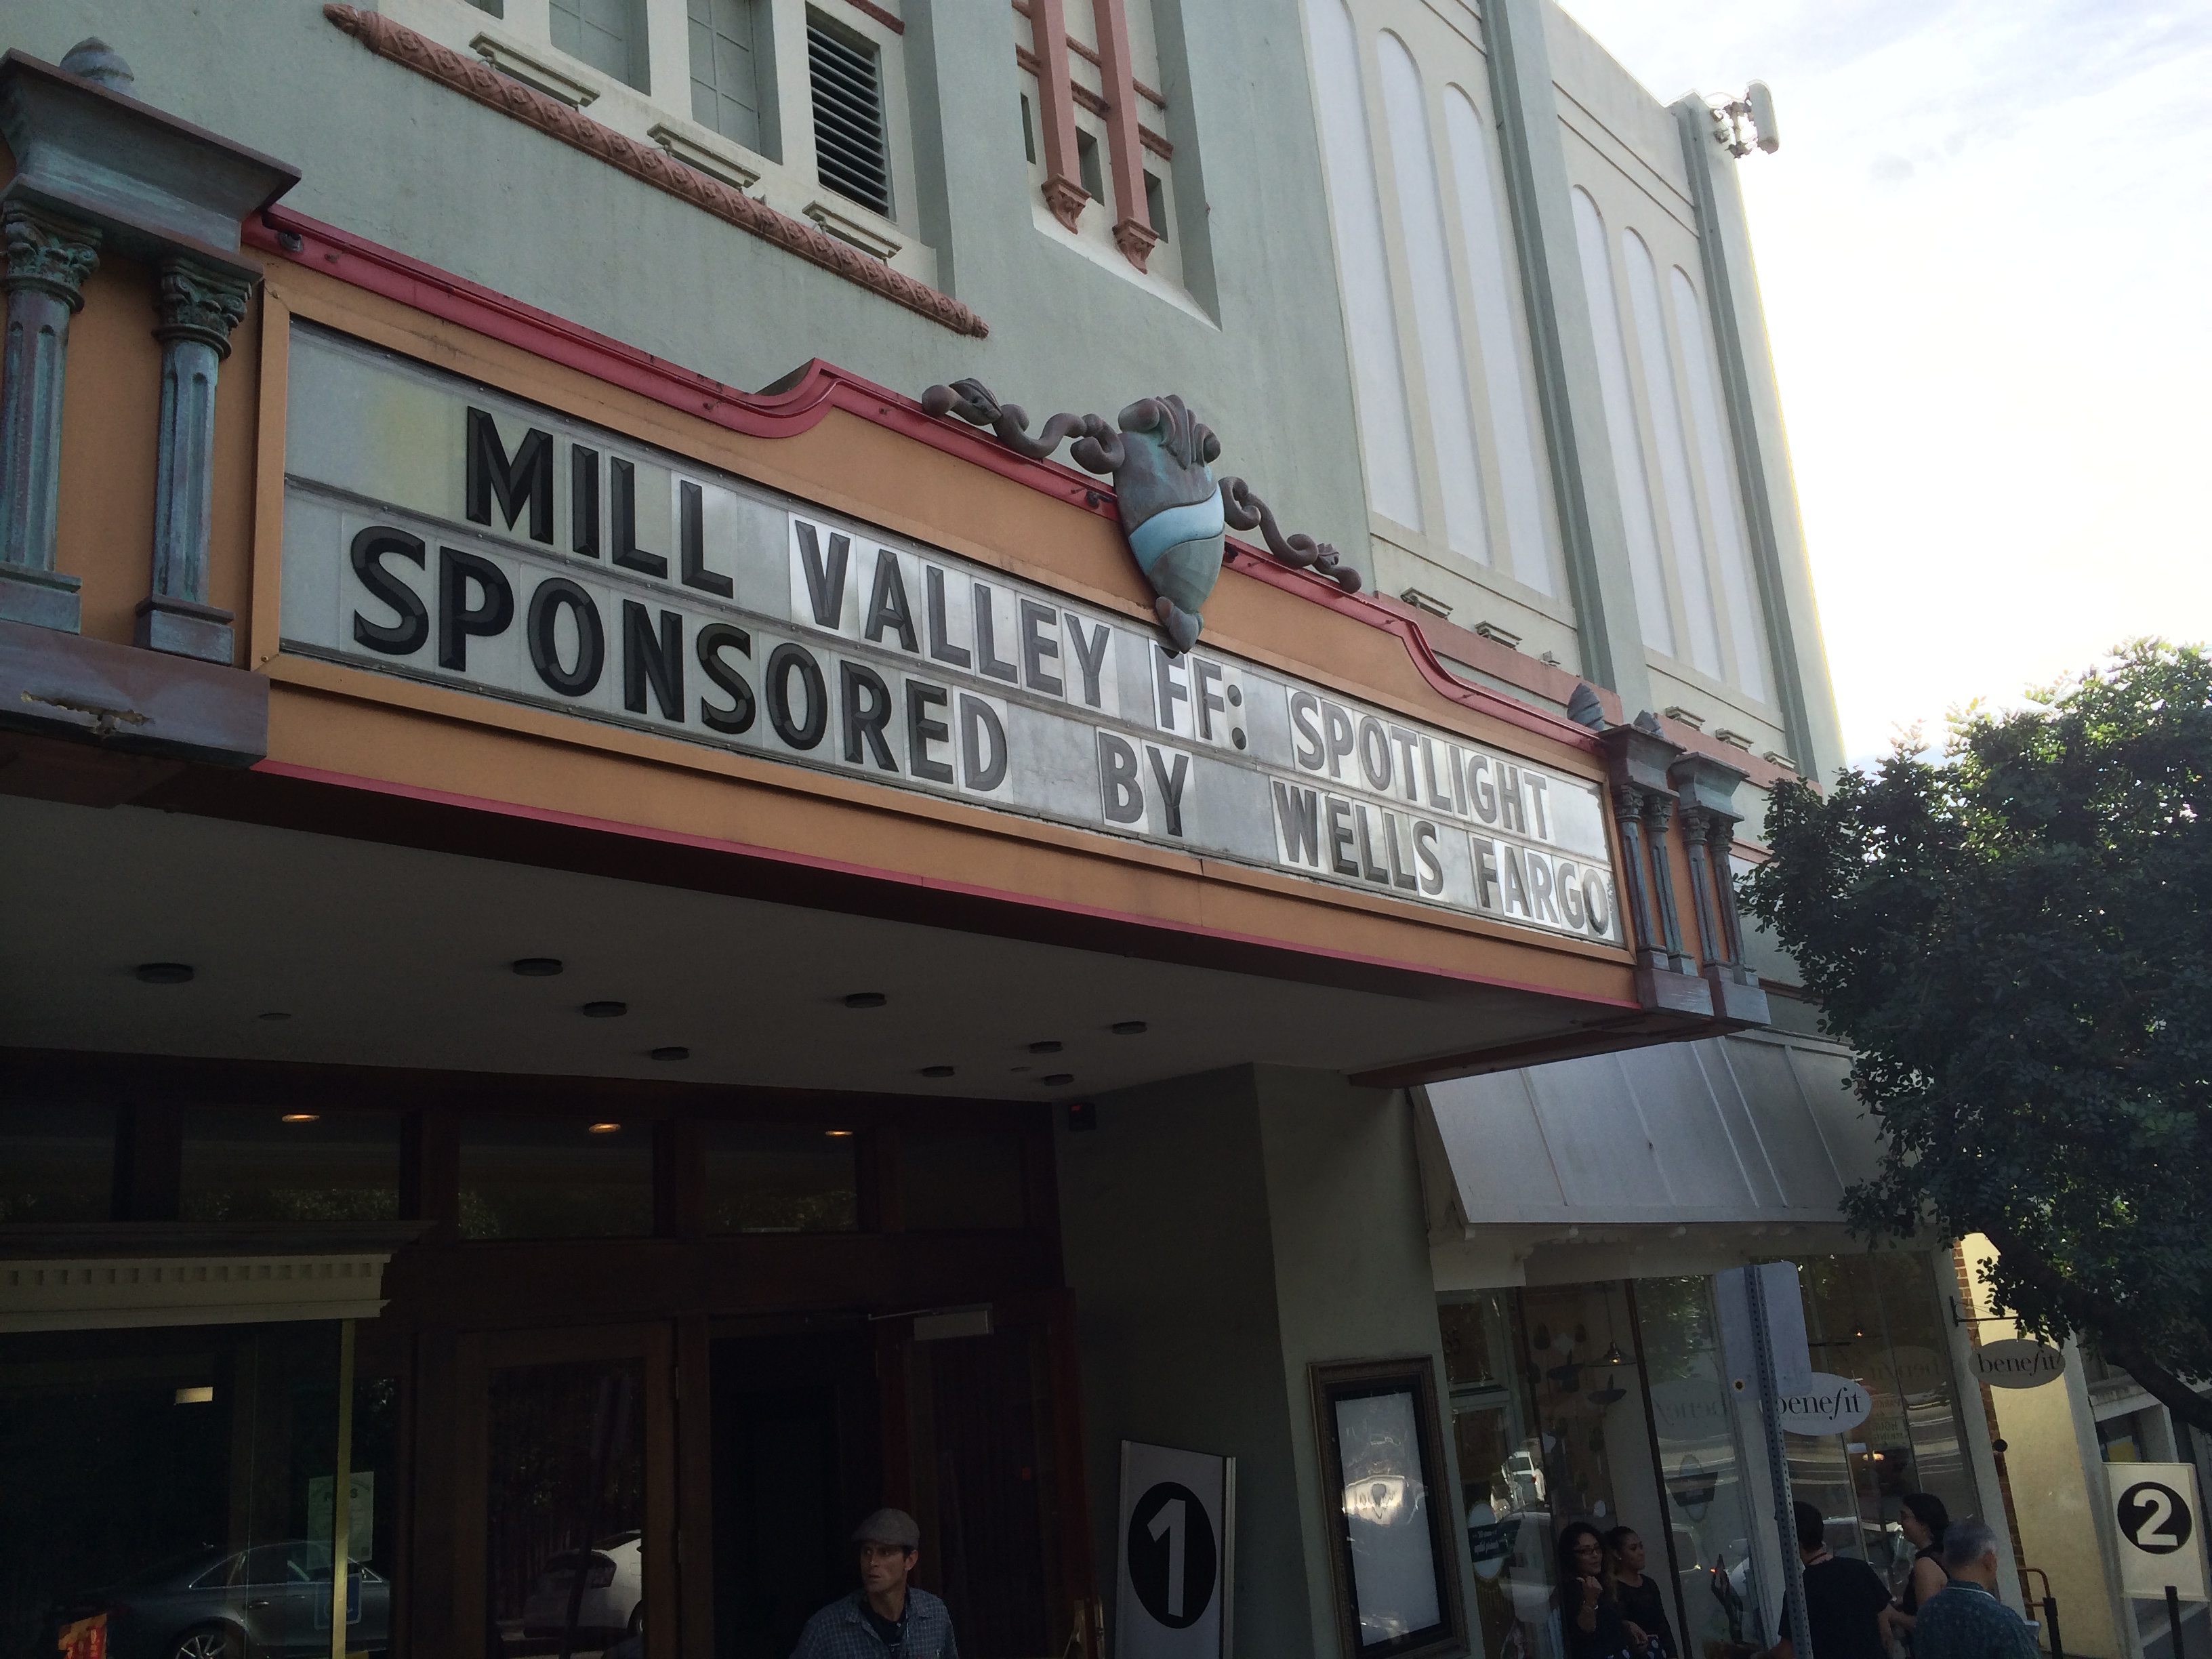 MILL VALLEY FF: SPOTLIGHT
SPONSORED BY WELLS FARGO
benefit
benefit
1
2